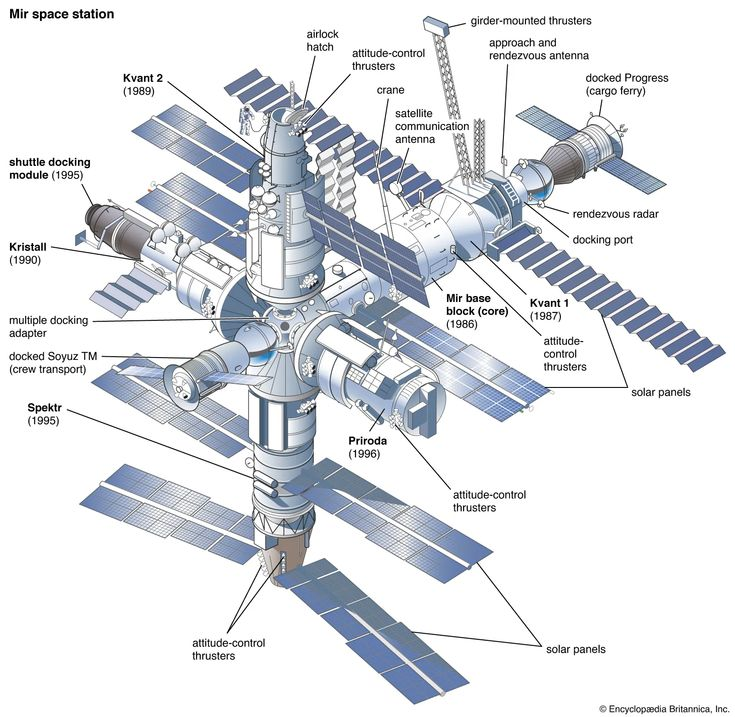 Mir space station
girder-mounted thrusters
airlock
hatch
attitude-control
thrusters
approach and
rendezvous antenna
Kvant 2
(1989)
crane
docked Progress
(cargo ferry)
satellite
communication
antenna
shuttle docking
module (1995)
rendezvous radar
docking port
Kristall
(1990)
Mir base
block (core)
(1986)
Kvant 1
(1987)
multiple docking
adapter
attitude-
control
thrusters
docked Soyuz TM
(crew transport)
solar panels
Spektr
(1995)
Priroda
(1996)
attitude-control
thrusters
attitude-control
thrusters
solar panels
© Encyclopædia Britannica, Inc.